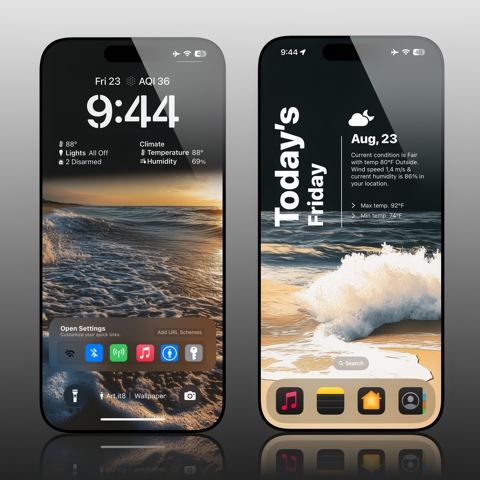 Fri 23 AQI 36
9:44
88°
Lights All Off
2 Disarmed
Climate
Temperature 88°
Humidity 69%
Open Settings
Customize your quick links.
Add URL Schemes
Art.it8 | Wallpaper
9:44
Today's
Friday
Aug, 23
Current condition is Fair
with temp 80°F Outside.
Wind speed 1,4 m/s &
current humidity is 86% in
your location.
Max temp. 92°F
Min temp. 74°F
Search